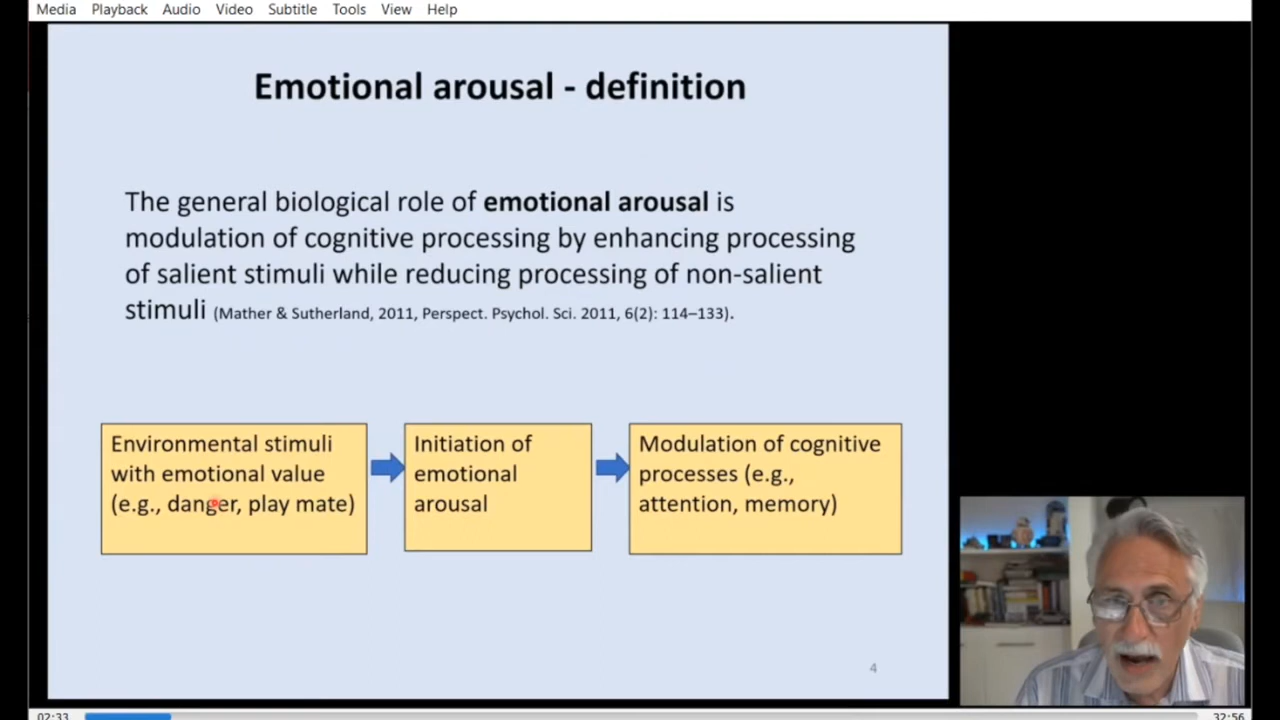 Media Playback Audio Video Subtitle Tools View Help
Emotional arousal - definition
The general biological role of emotional arousal is
modulation of cognitive processing by enhancing processing
of salient stimuli while reducing processing of non-salient
stimuli (Mather & Sutherland, 2011, Perspect. Psychol. Sci. 2011, 6(2): 114–133).
Environmental stimuli
with emotional value
(e.g., danger, play mate)
Initiation of
emotional
arousal
Modulation of cognitive
processes (e.g.,
attention, memory)
4
02:33
32:56